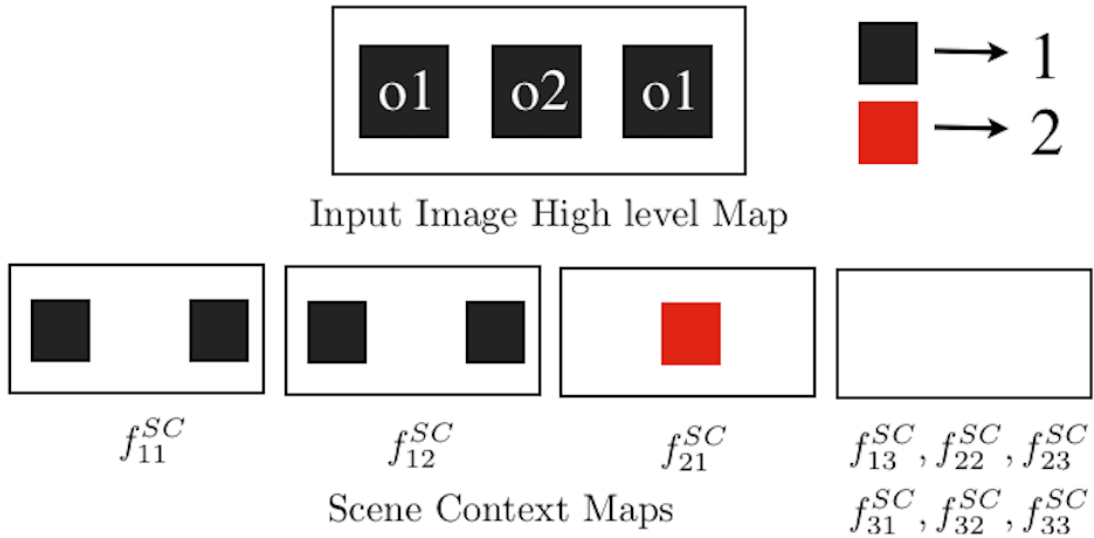 o1 o2 o1
1
2
Input Image High level Map
f_{11}^{SC} f_{12}^{SC} f_{21}^{SC} f_{13}^{SC}, f_{22}^{SC}, f_{23}^{SC}
f_{31}^{SC}, f_{32}^{SC}, f_{33}^{SC}
Scene Context Maps